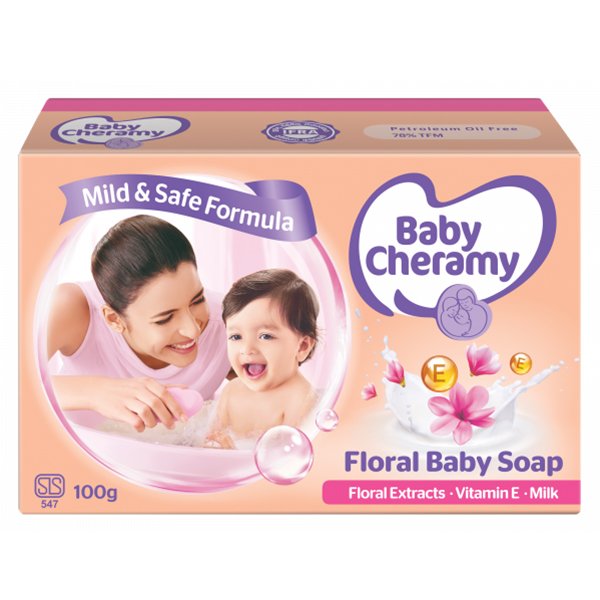 Baby
Cheramy
IFRA
Petroleum Oil Free
78% TFM
Mild & Safe Formula
Baby
Cheramy
E
E
Floral Baby Soap
Floral Extracts · Vitamin E · Milk
SLS
547
100g